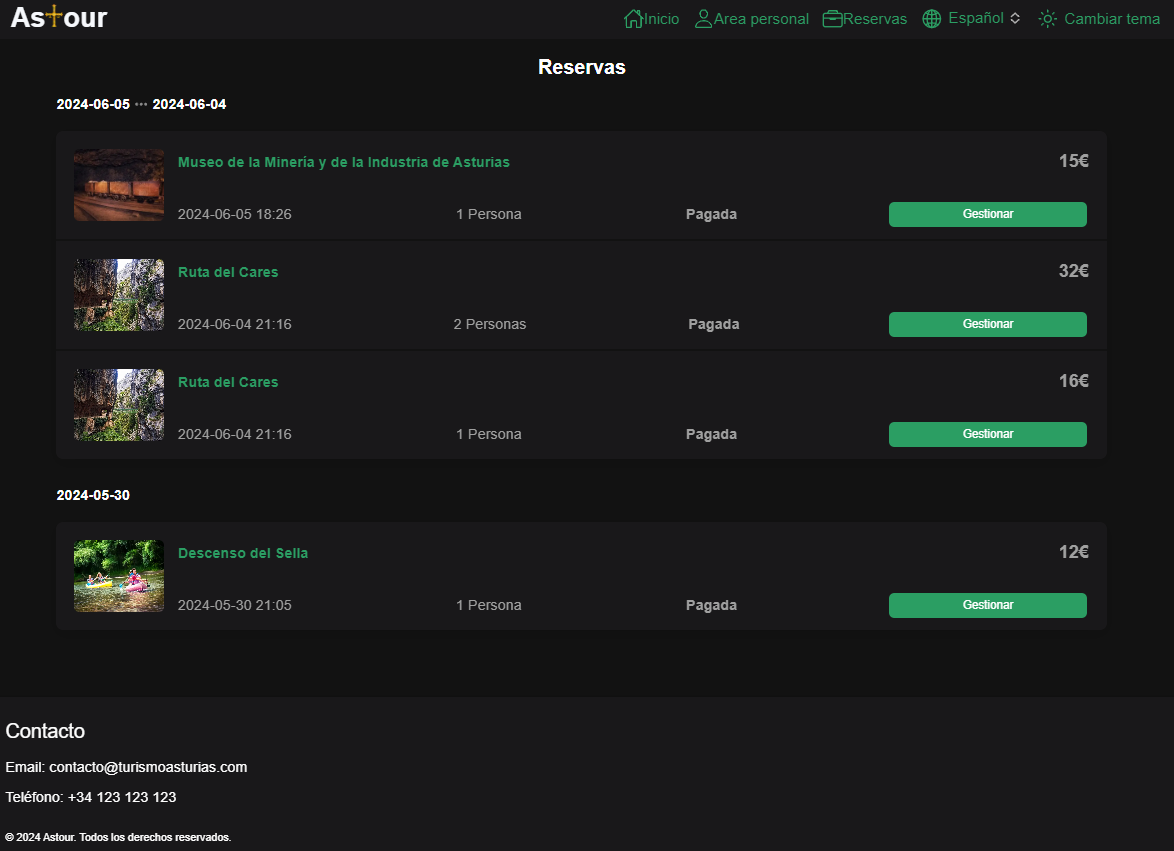 Astour
Inicio Area personal Reservas Español Cambiar tema
Reservas
2024-06-05 ··· 2024-06-04
Museo de la Minería y de la Industria de Asturias 15€
2024-06-05 18:26 1 Persona Pagada Gestionar
Ruta del Cares 32€
2024-06-04 21:16 2 Personas Pagada Gestionar
Ruta del Cares 16€
2024-06-04 21:16 1 Persona Pagada Gestionar
2024-05-30
Descenso del Sella 12€
2024-05-30 21:05 1 Persona Pagada Gestionar
Contacto
Email: contacto@turismoasturias.com
Teléfono: +34 123 123 123
© 2024 Astour. Todos los derechos reservados.